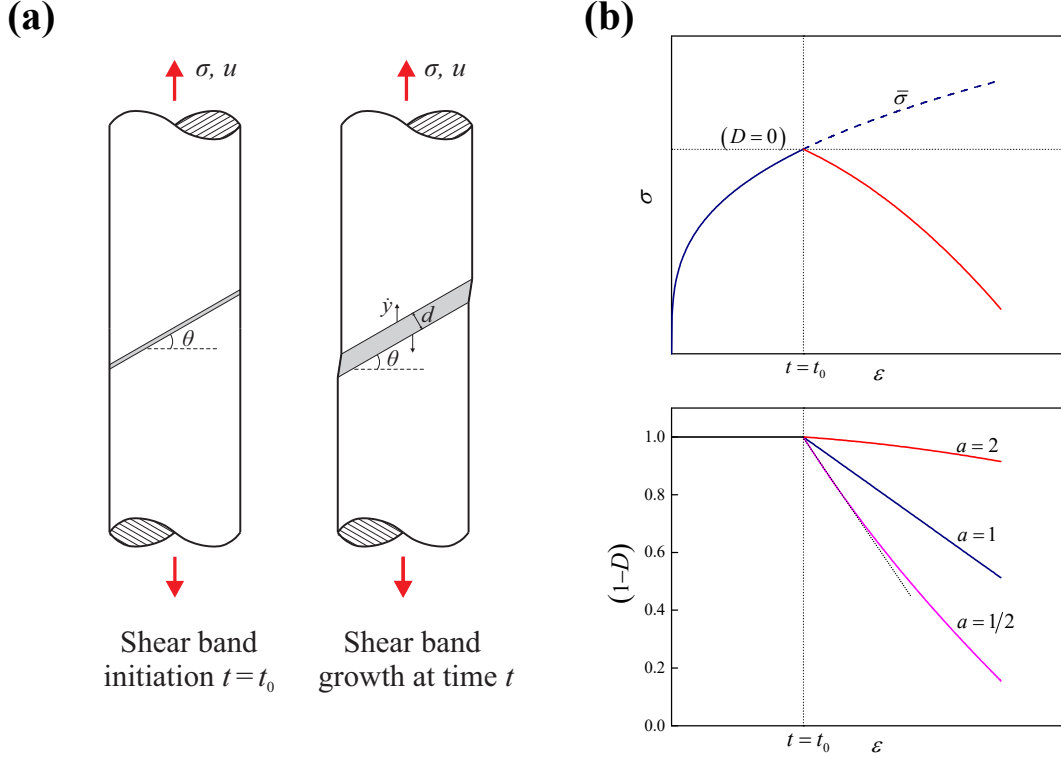 (a)
σ, u
σ, u
θ
ẏ
d
θ
Shear band
initiation t = t₀
Shear band
growth at time t
(b)
σ̄
(D = 0)
σ
t = t₀
ε
1.0
0.8
0.6
0.4
0.2
0.0
(1–D)
a = 2
a = 1
a = 1/2
t = t₀
ε